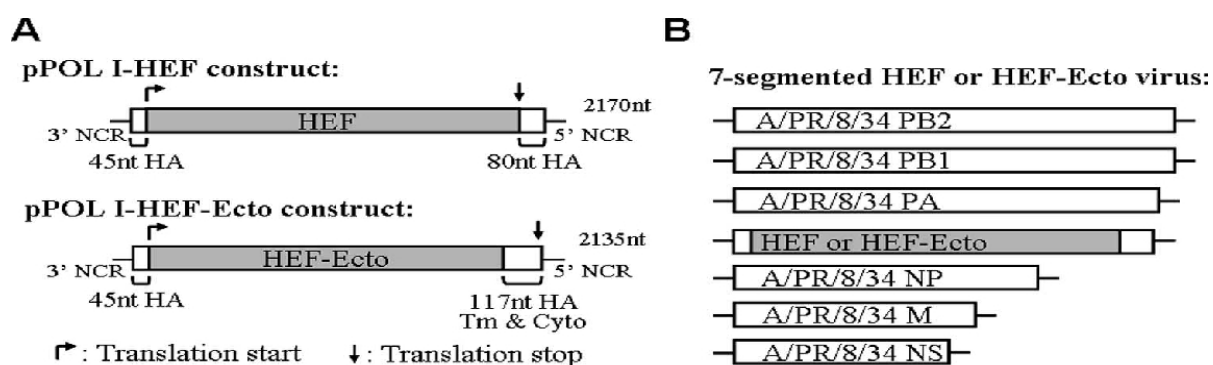 A
pPOL I-HEF construct:
HEF
2170nt
3' NCR
5' NCR
45nt HA
80nt HA
pPOL I-HEF-Ecto construct:
HEF-Ecto
2135nt
3' NCR
5' NCR
45nt HA
117nt HA
Tm & Cyto
: Translation start
: Translation stop
B
7-segmented HEF or HEF-Ecto virus:
A/PR/8/34 PB2
A/PR/8/34 PB1
A/PR/8/34 PA
HEF or HEF-Ecto
A/PR/8/34 NP
A/PR/8/34 M
A/PR/8/34 NS